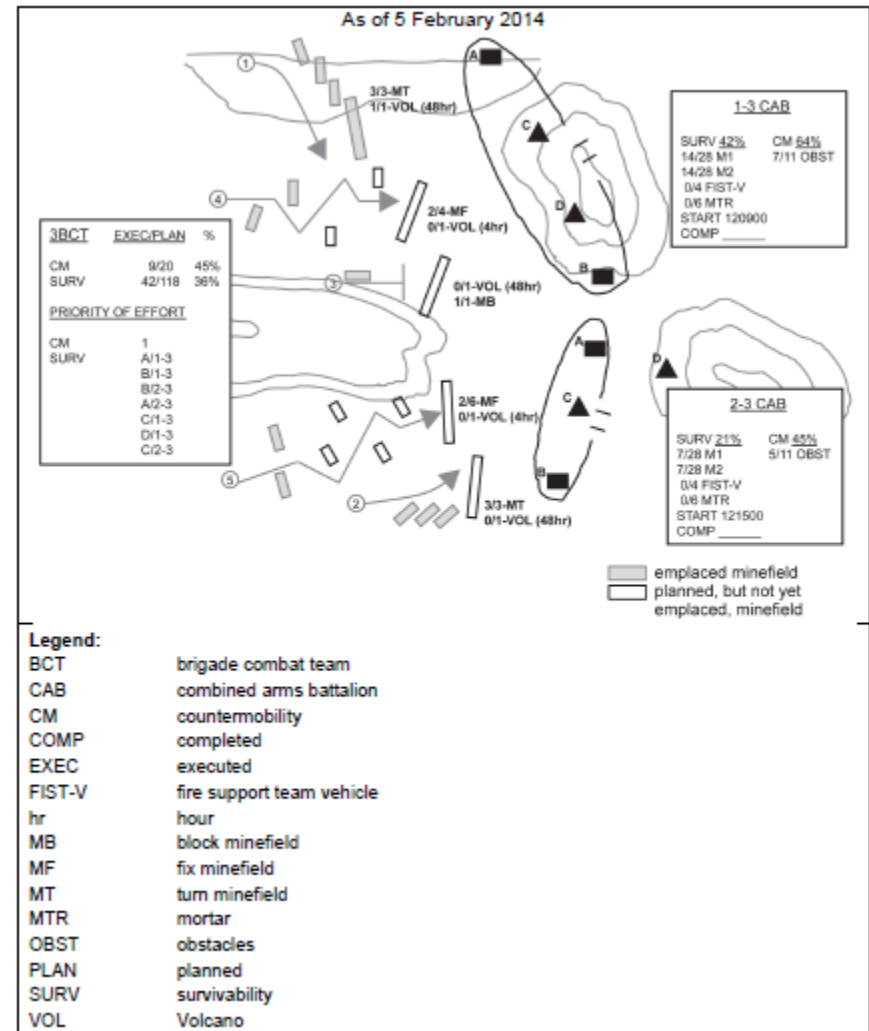 As of 5 February 2014
1
A
3/3-MT
1/1-VOL (48hr)
C
1-3 CAB
SURV 42% CM 64%
14/28 M1 7/11 OBST
14/28 M2
0/4 FIST-V
0/6 MTR
START 120900
COMP ______
4
2/4-MF
0/1-VOL (4hr)
D
3BCT EXEC/PLAN %
CM 9/20 45%
SURV 42/118 36%
PRIORITY OF EFFORT
CM 1
SURV A/1-3
B/1-3
B/2-3
A/2-3
C/1-3
D/1-3
C/2-3
3
B
0/1-VOL (48hr)
1/1-MB
A
D
2/6-MF
0/1-VOL (4hr)
C
2-3 CAB
SURV 21% CM 45%
7/28 M1 5/11 OBST
7/28 M2
0/4 FIST-V
0/6 MTR
START 121500
COMP ______
5
B
2
3/3-MT
0/1-VOL (48hr)
emplaced minefield
planned, but not yet
emplaced, minefield
Legend:
BCT brigade combat team
CAB combined arms battalion
CM countermobility
COMP completed
EXEC executed
FIST-V fire support team vehicle
hr hour
MB block minefield
MF fix minefield
MT turn minefield
MTR mortar
OBST obstacles
PLAN planned
SURV survivability
VOL Volcano